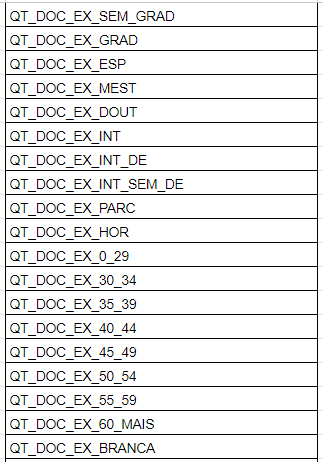 QT_DOC_EX_SEM_GRAD
QT_DOC_EX_GRAD
QT_DOC_EX_ESP
QT_DOC_EX_MEST
QT_DOC_EX_DOUT
QT_DOC_EX_INT
QT_DOC_EX_INT_DE
QT_DOC_EX_INT_SEM_DE
QT_DOC_EX_PARC
QT_DOC_EX_HOR
QT_DOC_EX_0_29
QT_DOC_EX_30_34
QT_DOC_EX_35_39
QT_DOC_EX_40_44
QT_DOC_EX_45_49
QT_DOC_EX_50_54
QT_DOC_EX_55_59
QT_DOC_EX_60_MAIS
QT_DOC_EX_BRANCA